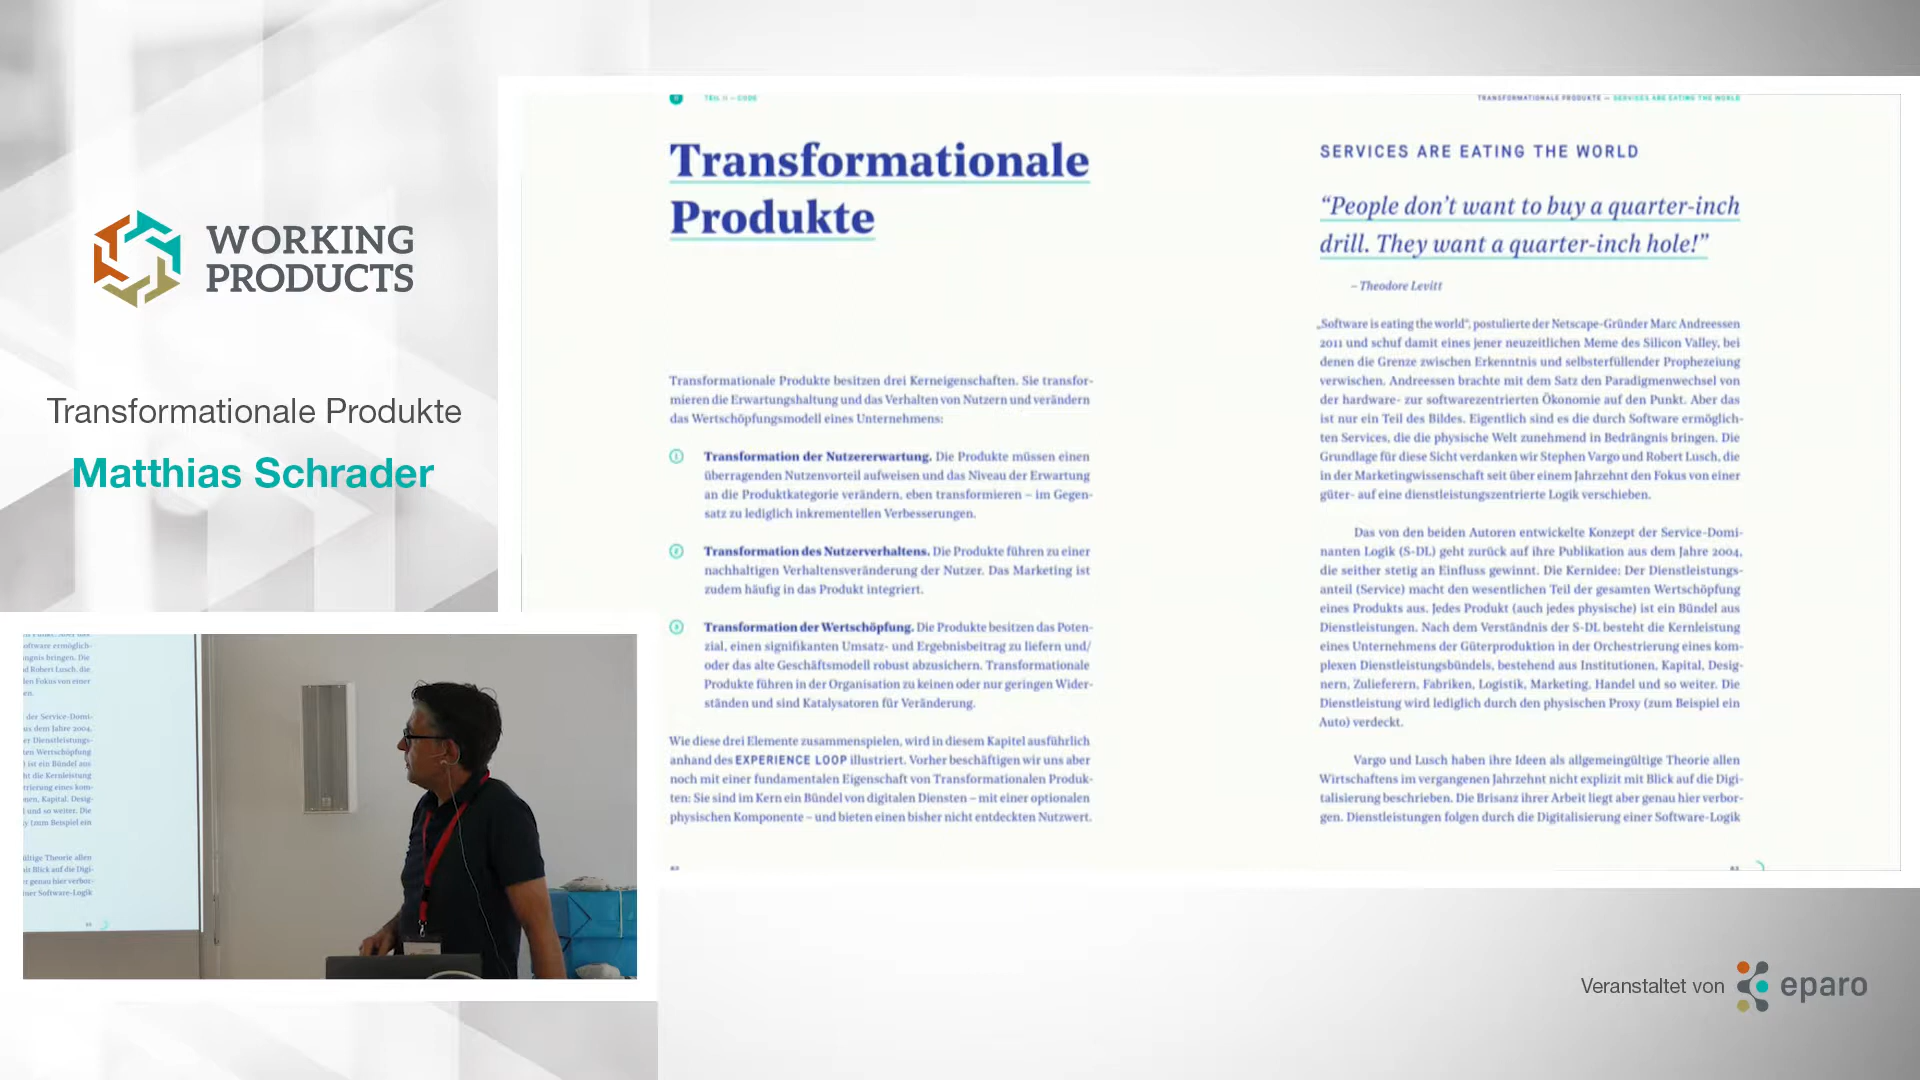 WORKING
PRODUCTS
Transformationale Produkte
Matthias Schrader
TEIL II — CODE
Transformationale
Produkte
Transformationale Produkte besitzen drei Kerneigenschaften. Sie transfor-
mieren die Erwartungshaltung und das Verhalten von Nutzern und verändern
das Wertschöpfungsmodell eines Unternehmens:
1 Transformation der Nutzererwartung. Die Produkte müssen einen
überragenden Nutzenvorteil aufweisen und das Niveau der Erwartung
an die Produktkategorie verändern, eben transformieren – im Gegen-
satz zu lediglich inkrementellen Verbesserungen.
2 Transformation des Nutzerverhaltens. Die Produkte führen zu einer
nachhaltigen Verhaltensveränderung der Nutzer. Das Marketing ist
zudem häufig in das Produkt integriert.
3 Transformation der Wertschöpfung. Die Produkte besitzen das Poten-
zial, einen signifikanten Umsatz- und Ergebnisbeitrag zu liefern und/
oder das alte Geschäftsmodell robust abzusichern. Transformationale
Produkte führen in der Organisation zu keinen oder nur geringen Wider-
ständen und sind Katalysatoren für Veränderung.
Wie diese drei Elemente zusammenspielen, wird in diesem Kapitel ausführlich
anhand des EXPERIENCE LOOP illustriert. Vorher beschäftigen wir uns aber
noch mit einer fundamentalen Eigenschaft von Transformationalen Produk-
ten: Sie sind im Kern ein Bündel von digitalen Diensten – mit einer optionalen
physischen Komponente – und bieten einen bisher nicht entdeckten Nutzwert.
TRANSFORMATIONALE PRODUKTE — SERVICES ARE EATING THE WORLD
SERVICES ARE EATING THE WORLD
“People don’t want to buy a quarter-inch
drill. They want a quarter-inch hole!”
– Theodore Levitt
„Software is eating the world“, postulierte der Netscape-Gründer Marc Andreessen
2011 und schuf damit eines jener neuzeitlichen Meme des Silicon Valley, bei
denen die Grenze zwischen Erkenntnis und selbsterfüllender Prophezeiung
verwischen. Andreessen brachte mit dem Satz den Paradigmenwechsel von
der hardware- zur softwarezentrierten Ökonomie auf den Punkt. Aber das
ist nur ein Teil des Bildes. Eigentlich sind es die durch Software ermöglich-
ten Services, die die physische Welt zunehmend in Bedrängnis bringen. Die
Grundlage für diese Sicht verdanken wir Stephen Vargo und Robert Lusch, die
in der Marketingwissenschaft seit über einem Jahrzehnt den Fokus von einer
güter- auf eine dienstleistungszentrierte Logik verschieben.
Das von den beiden Autoren entwickelte Konzept der Service-Domi-
nanten Logik (S-DL) geht zurück auf ihre Publikation aus dem Jahre 2004,
die seither stetig an Einfluss gewinnt. Die Kernidee: Der Dienstleistungs-
anteil (Service) macht den wesentlichen Teil der gesamten Wertschöpfung
eines Produkts aus. Jedes Produkt (auch jedes physische) ist ein Bündel aus
Dienstleistungen. Nach dem Verständnis der S-DL besteht die Kernleistung
eines Unternehmens der Güterproduktion in der Orchestrierung eines kom-
plexen Dienstleistungsbündels, bestehend aus Institutionen, Kapital, Desig-
nern, Zulieferern, Fabriken, Logistik, Marketing, Handel und so weiter. Die
Dienstleistung wird lediglich durch den physischen Proxy (zum Beispiel ein
Auto) verdeckt.
Vargo und Lusch haben ihre Ideen als allgemeingültige Theorie allen
Wirtschaftens im vergangenen Jahrzehnt nicht explizit mit Blick auf die Digi-
talisierung beschrieben. Die Brisanz ihrer Arbeit liegt aber genau hier verbor-
gen. Dienstleistungen folgen durch die Digitalisierung einer Software-Logik
Veranstaltet von eparo